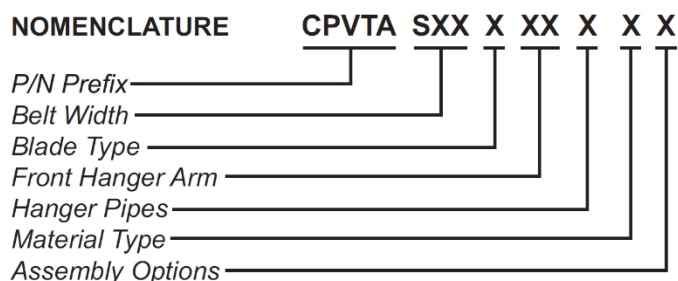 NOMENCLATURE CPVTA SXX X XX X X X
P/N Prefix
Belt Width
Blade Type
Front Hanger Arm
Hanger Pipes
Material Type
Assembly Options